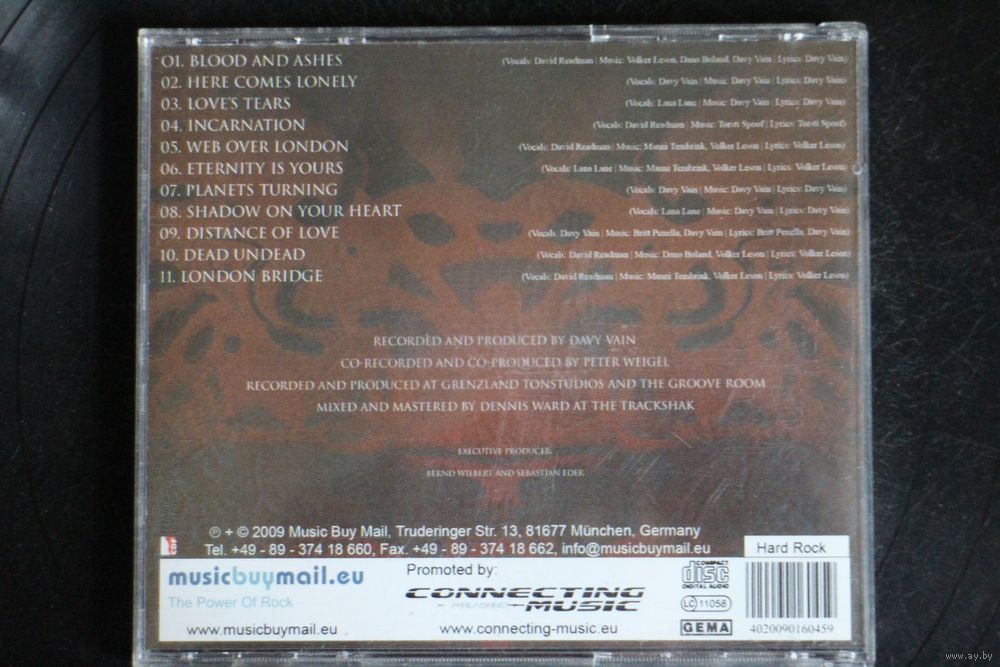 01. BLOOD AND ASHES (Vocals: David Readman | Music: Volker Leson, Dano Boland, Davy Vain | Lyrics: Davy Vain)
02. HERE COMES LONELY (Vocals: Davy Vain | Music: Davy Vain | Lyrics: Davy Vain)
03. LOVE'S TEARS (Vocals: Lana Lane | Music: Davy Vain | Lyrics: Davy Vain)
04. INCARNATION (Vocals: David Readman | Music: Torsti Spoof | Lyrics: Torsti Spoof)
05. WEB OVER LONDON (Vocals: David Readman | Music: Manni Tembrink, Volker Leson | Lyrics: Volker Leson)
06. ETERNITY IS YOURS (Vocals: Lana Lane | Music: Manni Tembrink, Volker Leson | Lyrics: Volker Leson)
07. PLANETS TURNING (Vocals: Davy Vain | Music: Davy Vain | Lyrics: Davy Vain)
08. SHADOW ON YOUR HEART (Vocals: Lana Lane | Music: Davy Vain | Lyrics: Davy Vain)
09. DISTANCE OF LOVE (Vocals: Davy Vain | Music: Britt Penella, Davy Vain | Lyrics: Britt Penella, Davy Vain)
10. DEAD UNDEAD (Vocals: David Readman | Music: Dano Boland, Volker Leson | Lyrics: Volker Leson)
11. LONDON BRIDGE (Vocals: David Readman | Music: Manni Tembrink, Volker Leson | Lyrics: Volker Leson)
RECORDED AND PRODUCED BY DAVY VAIN
CO-RECORDED AND CO-PRODUCED BY PETER WEIGEL
RECORDED AND PRODUCED AT GRENZLAND TONSTUDIOS AND THE GROOVE ROOM
MIXED AND MASTERED BY DENNIS WARD AT THE TRACKSHAK
EXECUTIVE PRODUCER:
BERND WILBERT AND SEBASTIAN EDER
℗ + © 2009 Music Buy Mail, Truderinger Str. 13, 81677 München, Germany
Tel. +49 - 89 - 374 18 660, Fax. +49 - 89 - 374 18 662, info@musicbuymail.eu
Hard Rock
musicbuymail.eu
The Power Of Rock
www.musicbuymail.eu
Promoted by:
CONNECTING
MUSIC
www.connecting-music.eu
COMPACT
disc
DIGITAL AUDIO
LC 11058
GEMA
4020090160459
www.ay.by